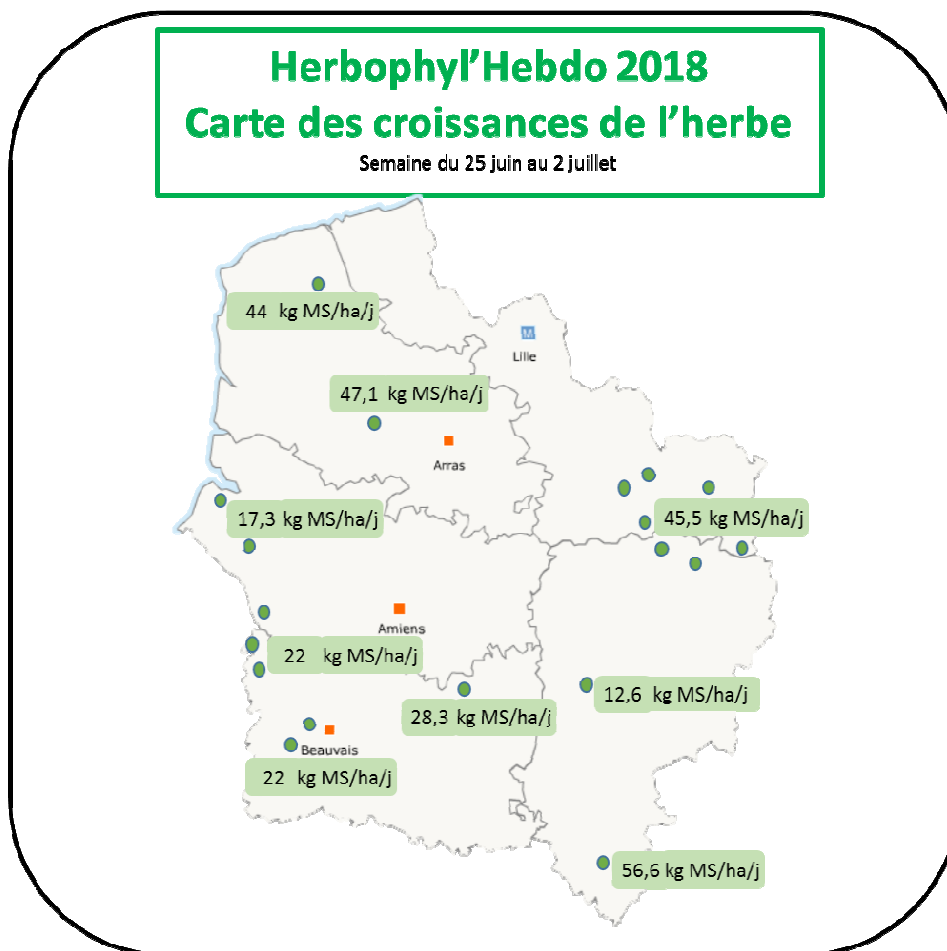 Herbophyl'Hebdo 2018
Carte des croissances de l'herbe
Semaine du 25 juin au 2 juillet
44 kg MS/ha/j
M
Lille
47,1 kg MS/ha/j
Arras
17,3 kg MS/ha/j
45,5 kg MS/ha/j
Amiens
22 kg MS/ha/j
12,6 kg MS/ha/j
28,3 kg MS/ha/j
Beauvais
22 kg MS/ha/j
56,6 kg MS/ha/j